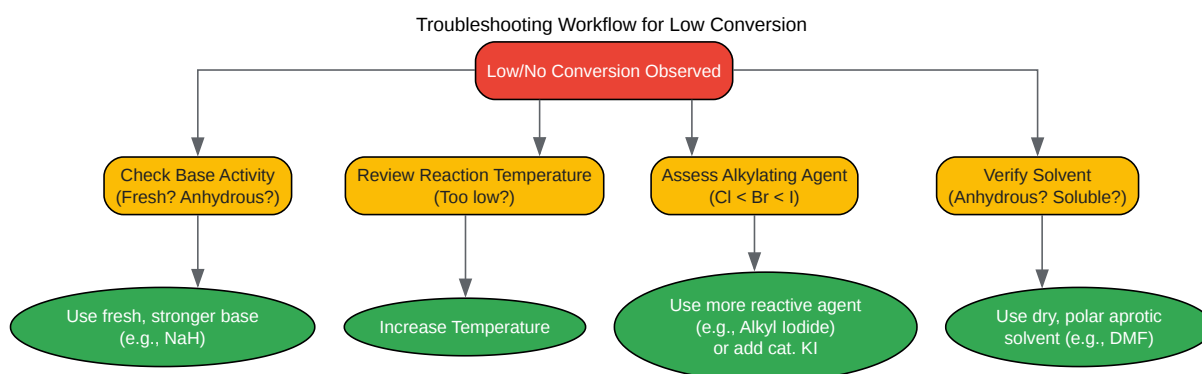 Troubleshooting Workflow for Low Conversion
Low/No Conversion Observed
Check Base Activity
(Fresh? Anhydrous?)
Review Reaction Temperature
(Too low?)
Assess Alkylating Agent
(Cl < Br < I)
Verify Solvent
(Anhydrous? Soluble?)
Use fresh, stronger base
(e.g., NaH)
Increase Temperature
Use more reactive agent
(e.g., Alkyl Iodide)
or add cat. KI
Use dry, polar aprotic
solvent (e.g., DMF)